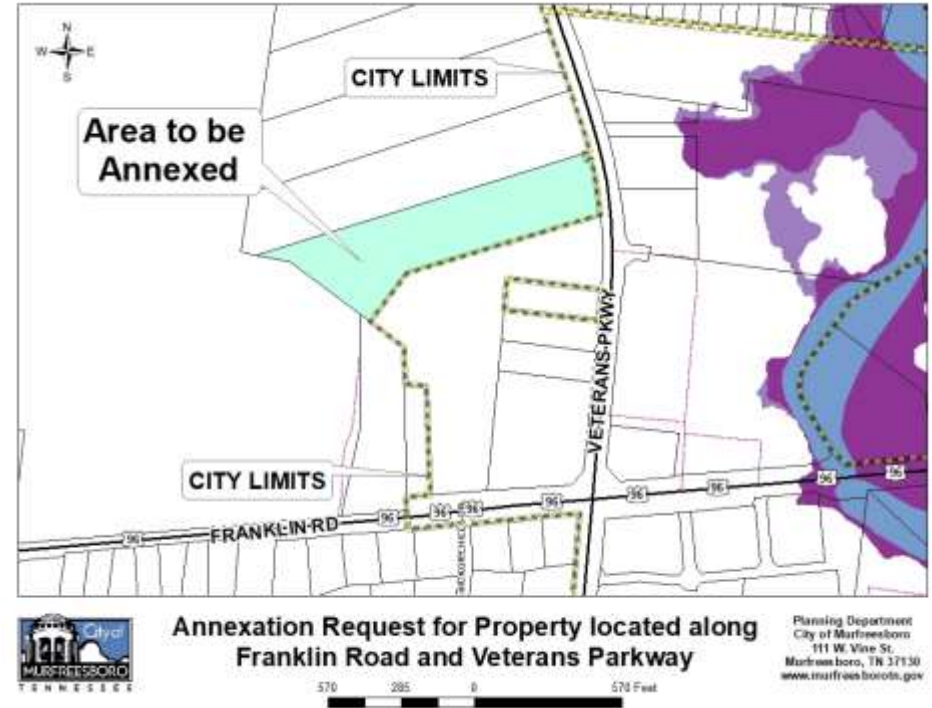 N
W E
S
CITY LIMITS
Area to be
Annexed
VETERANS PKWY
CITY LIMITS
FRANKLIN RD
96
96
96
96
96
96
96
96
96
City of
MURFREESBORO
TENNESSEE
Annexation Request for Property located along
Franklin Road and Veterans Parkway
Planning Department
City of Murfreesboro
111 W. Vine St.
Murfreesboro, TN 37130
www.murfreesborotn.gov
570 285 0 570 Feet